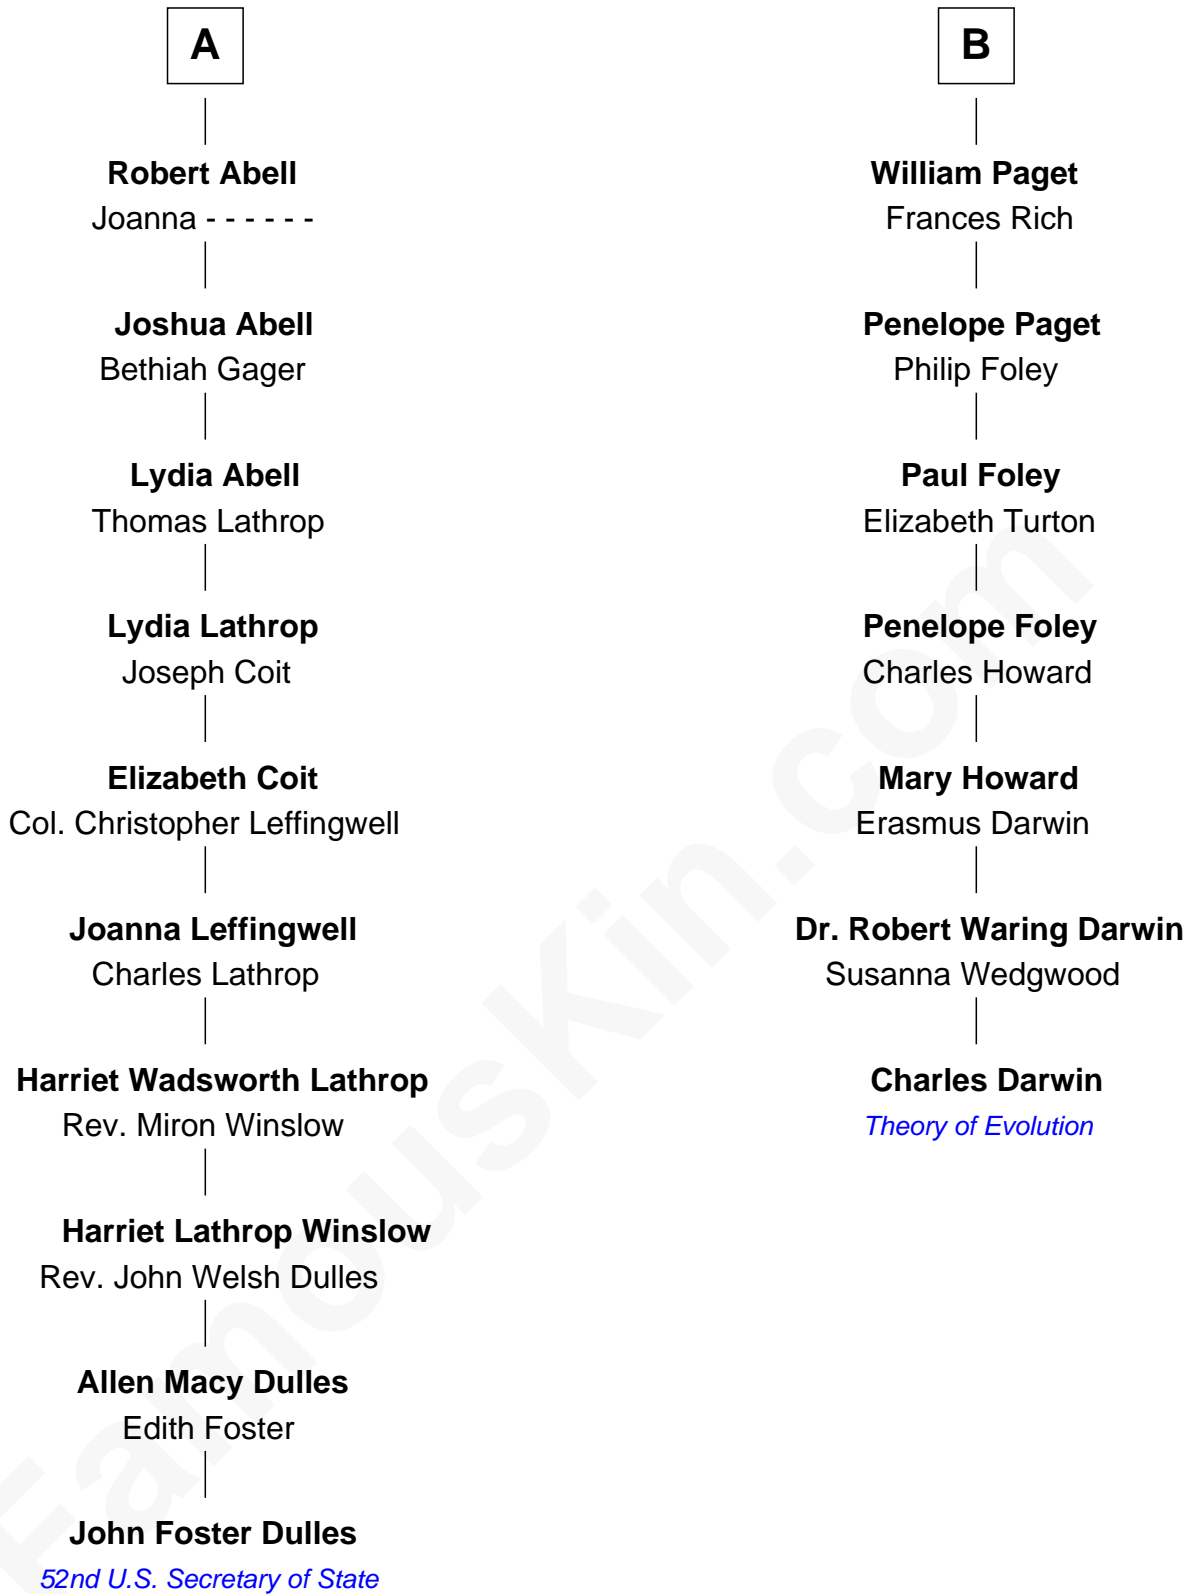 A
Robert Abell
Joanna - - - - - -
Joshua Abell
Bethiah Gager
Lydia Abell
Thomas Lathrop
Lydia Lathrop
Joseph Coit
Elizabeth Coit
Col. Christopher Leffingwell
Joanna Leffingwell
Charles Lathrop
Harriet Wadsworth Lathrop
Rev. Miron Winslow
Harriet Lathrop Winslow
Rev. John Welsh Dulles
Allen Macy Dulles
Edith Foster
John Foster Dulles
52nd U.S. Secretary of State
B
William Paget
Frances Rich
Penelope Paget
Philip Foley
Paul Foley
Elizabeth Turton
Penelope Foley
Charles Howard
Mary Howard
Erasmus Darwin
Dr. Robert Waring Darwin
Susanna Wedgwood
Charles Darwin
Theory of Evolution
FamousKin.com